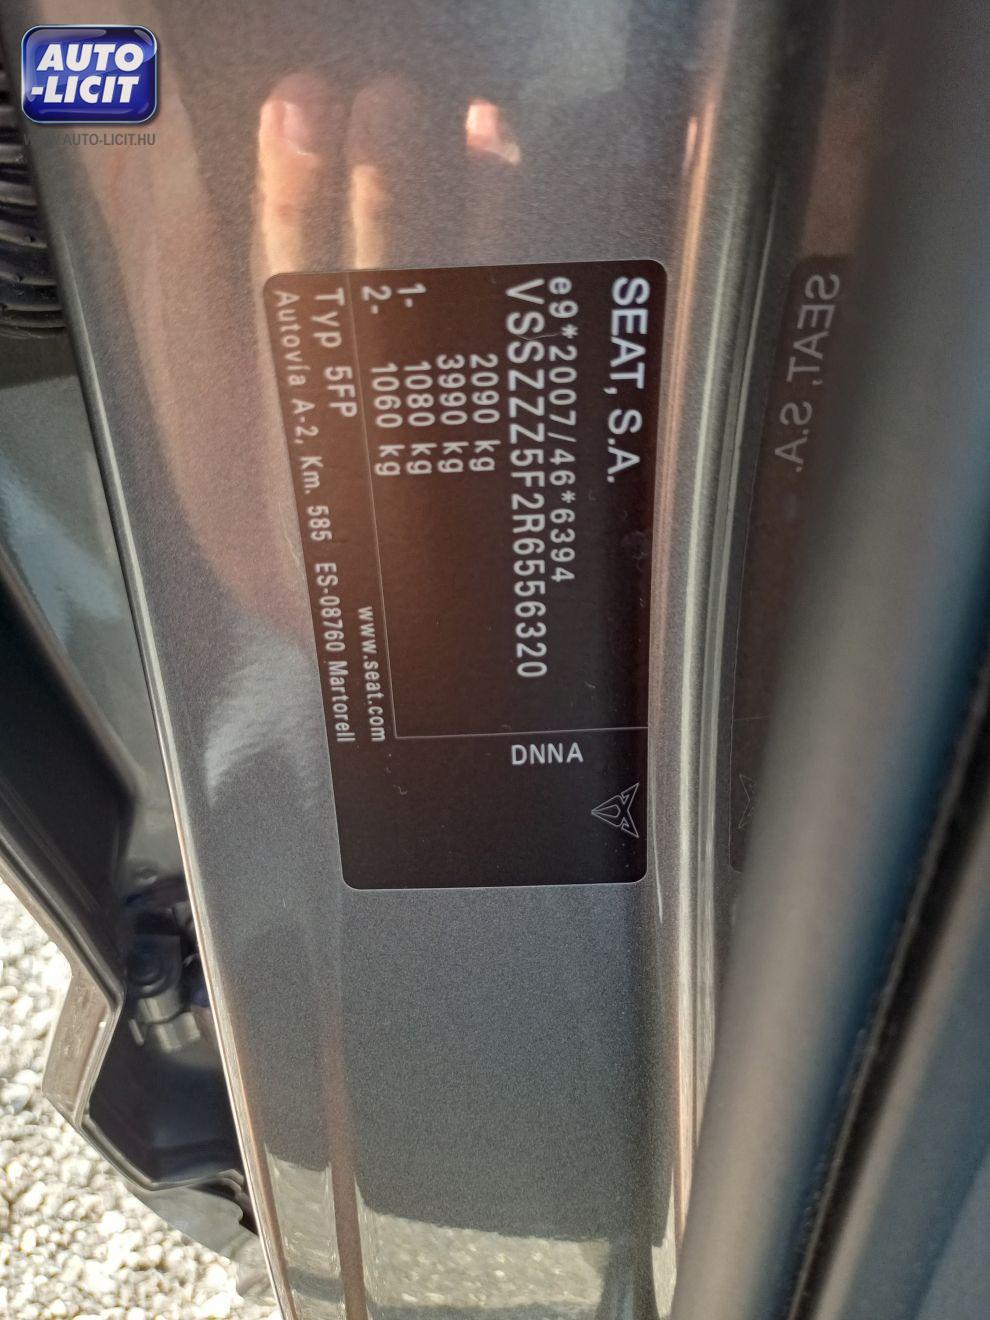 AUTO
-LICIT
WWW.AUTO-LICIT.HU
SEAT, S.A.
e9*2007/46*6394
VSSZZZ5F2R6556320
2090 kg
3990 kg
1- 1080 kg
2- 1060 kg
DNNA
Typ 5FP www.seat.com
Autovía A-2, Km. 585 ES-08760 Martorell
SEAT, S.A.